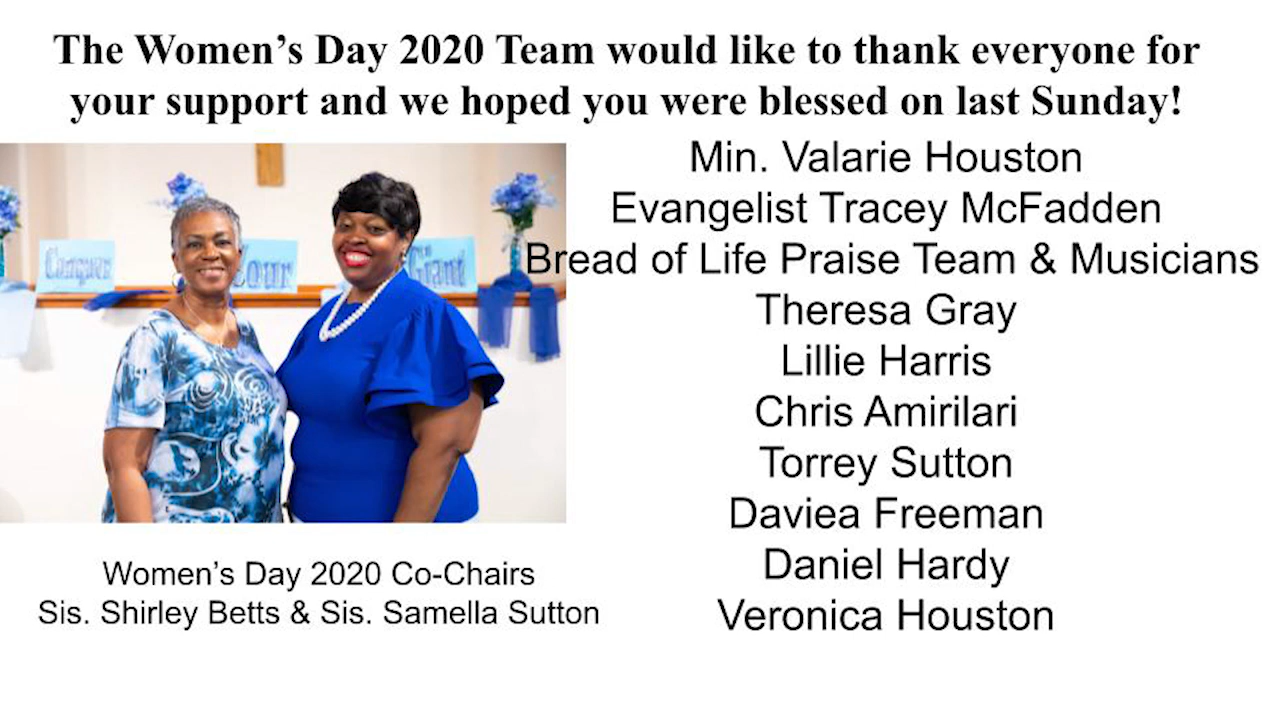 The Women’s Day 2020 Team would like to thank everyone for
your support and we hoped you were blessed on last Sunday!
Conquer
your
Giant
Min. Valarie Houston
Evangelist Tracey McFadden
Bread of Life Praise Team & Musicians
Theresa Gray
Lillie Harris
Chris Amirilari
Torrey Sutton
Daviea Freeman
Daniel Hardy
Veronica Houston
Women’s Day 2020 Co-Chairs
Sis. Shirley Betts & Sis. Samella Sutton